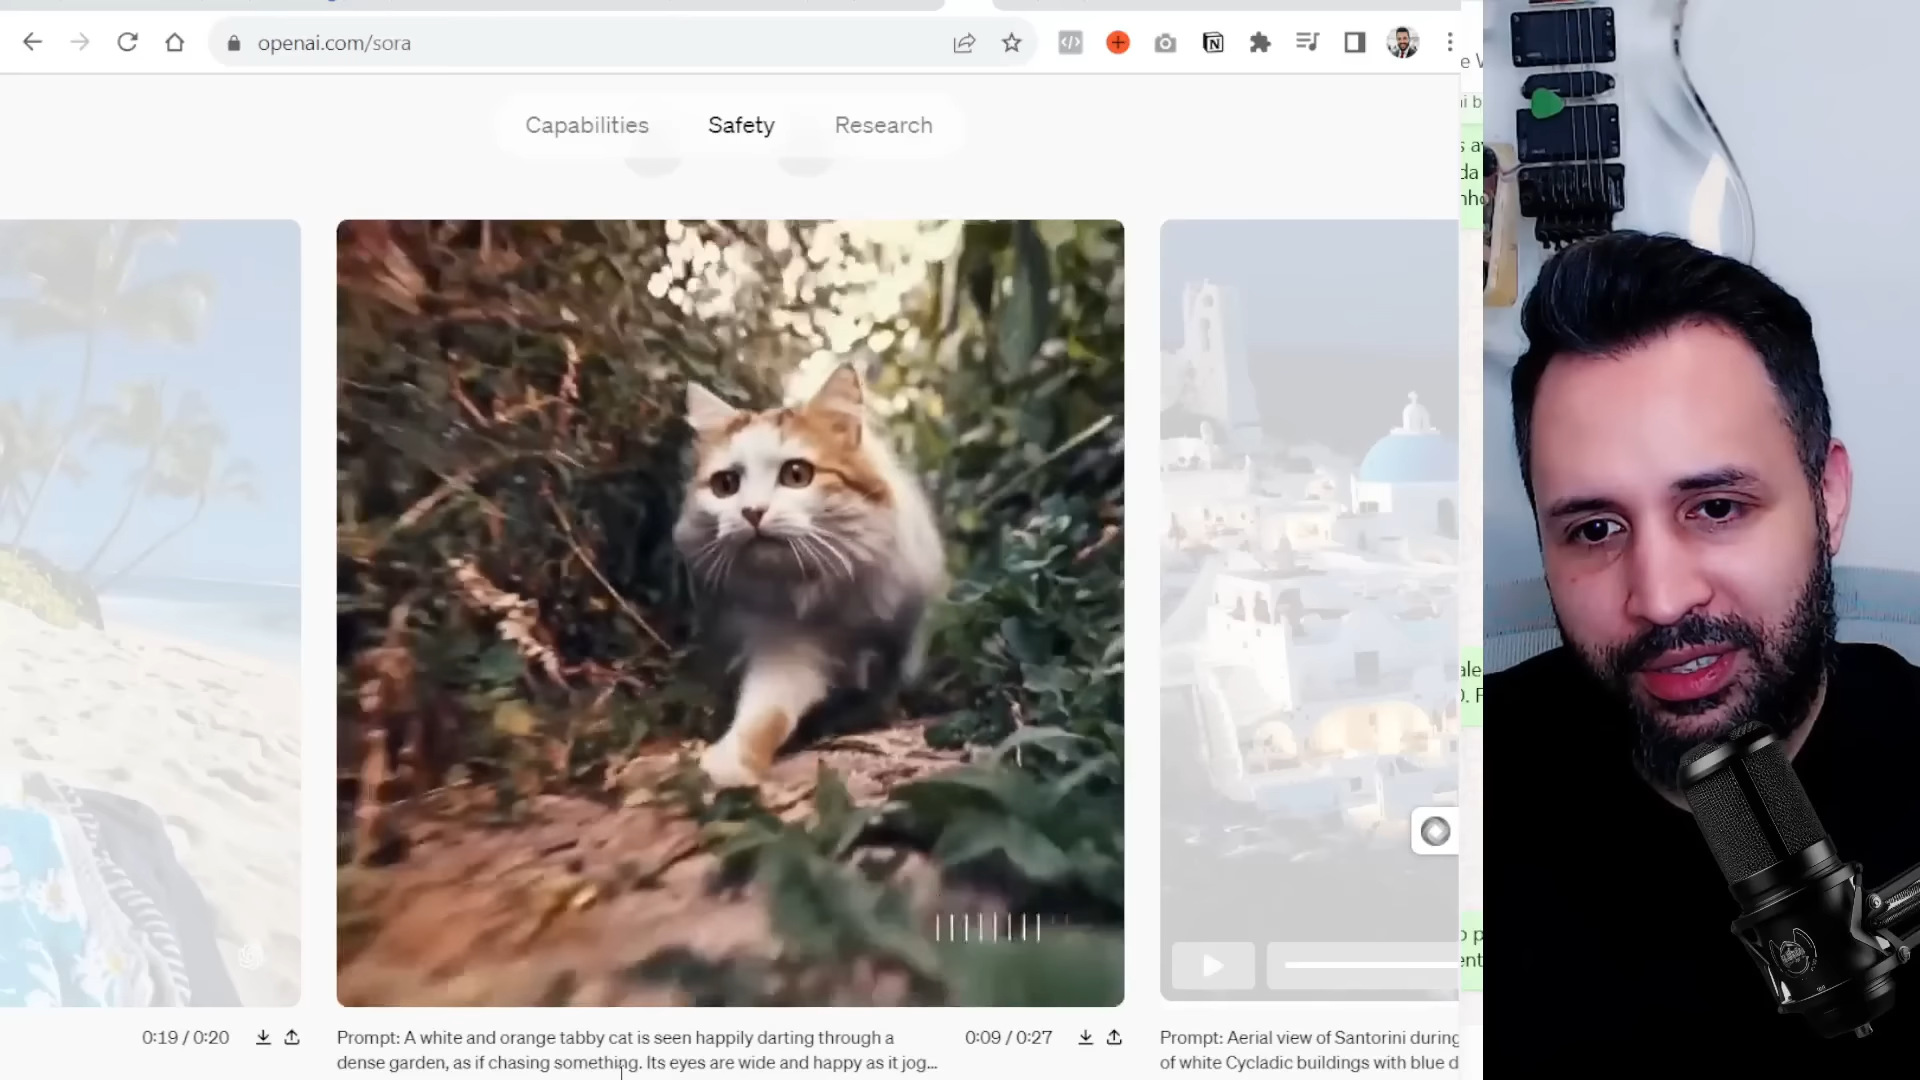 openai.com/sora
Capabilities
Safety
Research
0:19 / 0:20
Prompt: A white and orange tabby cat is seen happily darting through a
dense garden, as if chasing something. Its eyes are wide and happy as it jog...
0:09 / 0:27
Prompt: Aerial view of Santorini during
of white Cycladic buildings with blue d